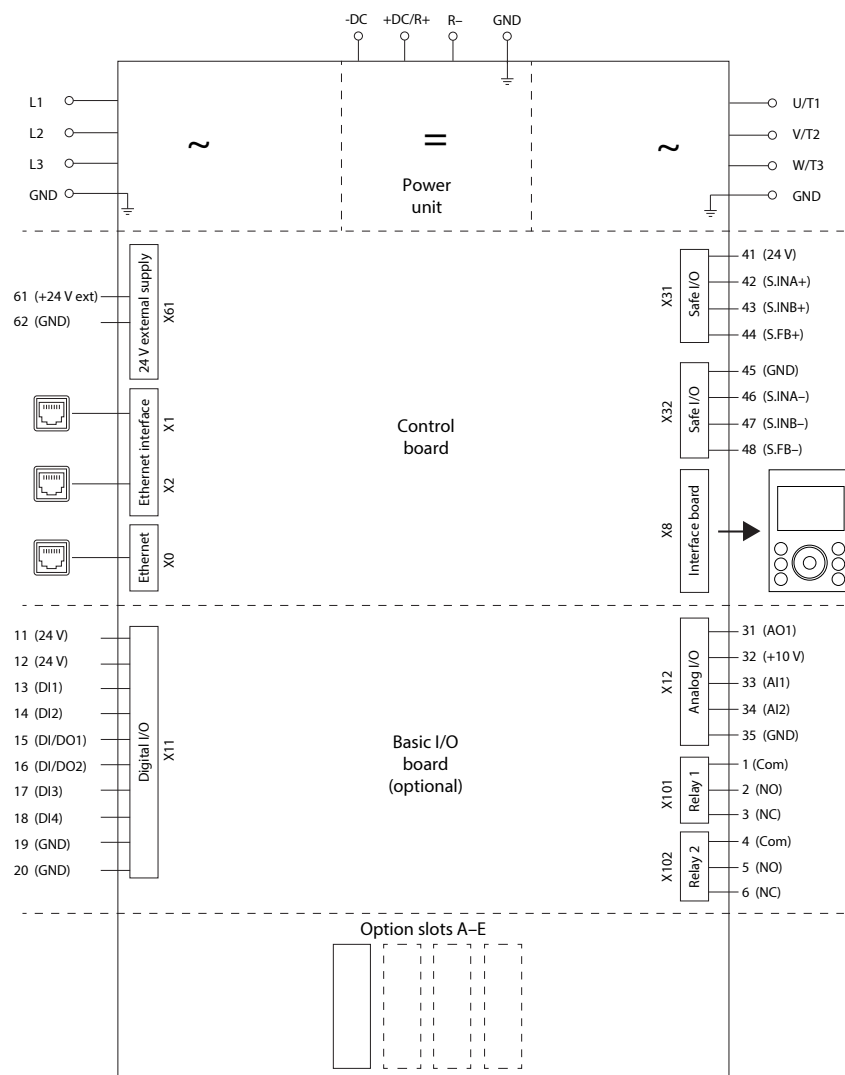 -DC +DC/R+ R– GND
L1
L2
L3
GND
~
=
~
Power
unit
U/T1
V/T2
W/T3
GND
61 (+24 V ext)
62 (GND)
24 V external supply
X61
Ethernet interface
X1
X2
Ethernet
X0
Control
board
X31
Safe I/O
41 (24 V)
42 (S.INA+)
43 (S.INB+)
44 (S.FB+)
X32
Safe I/O
45 (GND)
46 (S.INA–)
47 (S.INB–)
48 (S.FB–)
X8
Interface board
11 (24 V)
12 (24 V)
13 (DI1)
14 (DI2)
15 (DI/DO1)
16 (DI/DO2)
17 (DI3)
18 (DI4)
19 (GND)
20 (GND)
Digital I/O
X11
Basic I/O
board
(optional)
X12
Analog I/O
31 (AO1)
32 (+10 V)
33 (AI1)
34 (AI2)
35 (GND)
X101
Relay 1
1 (Com)
2 (NO)
3 (NC)
X102
Relay 2
4 (Com)
5 (NO)
6 (NC)
Option slots A–E